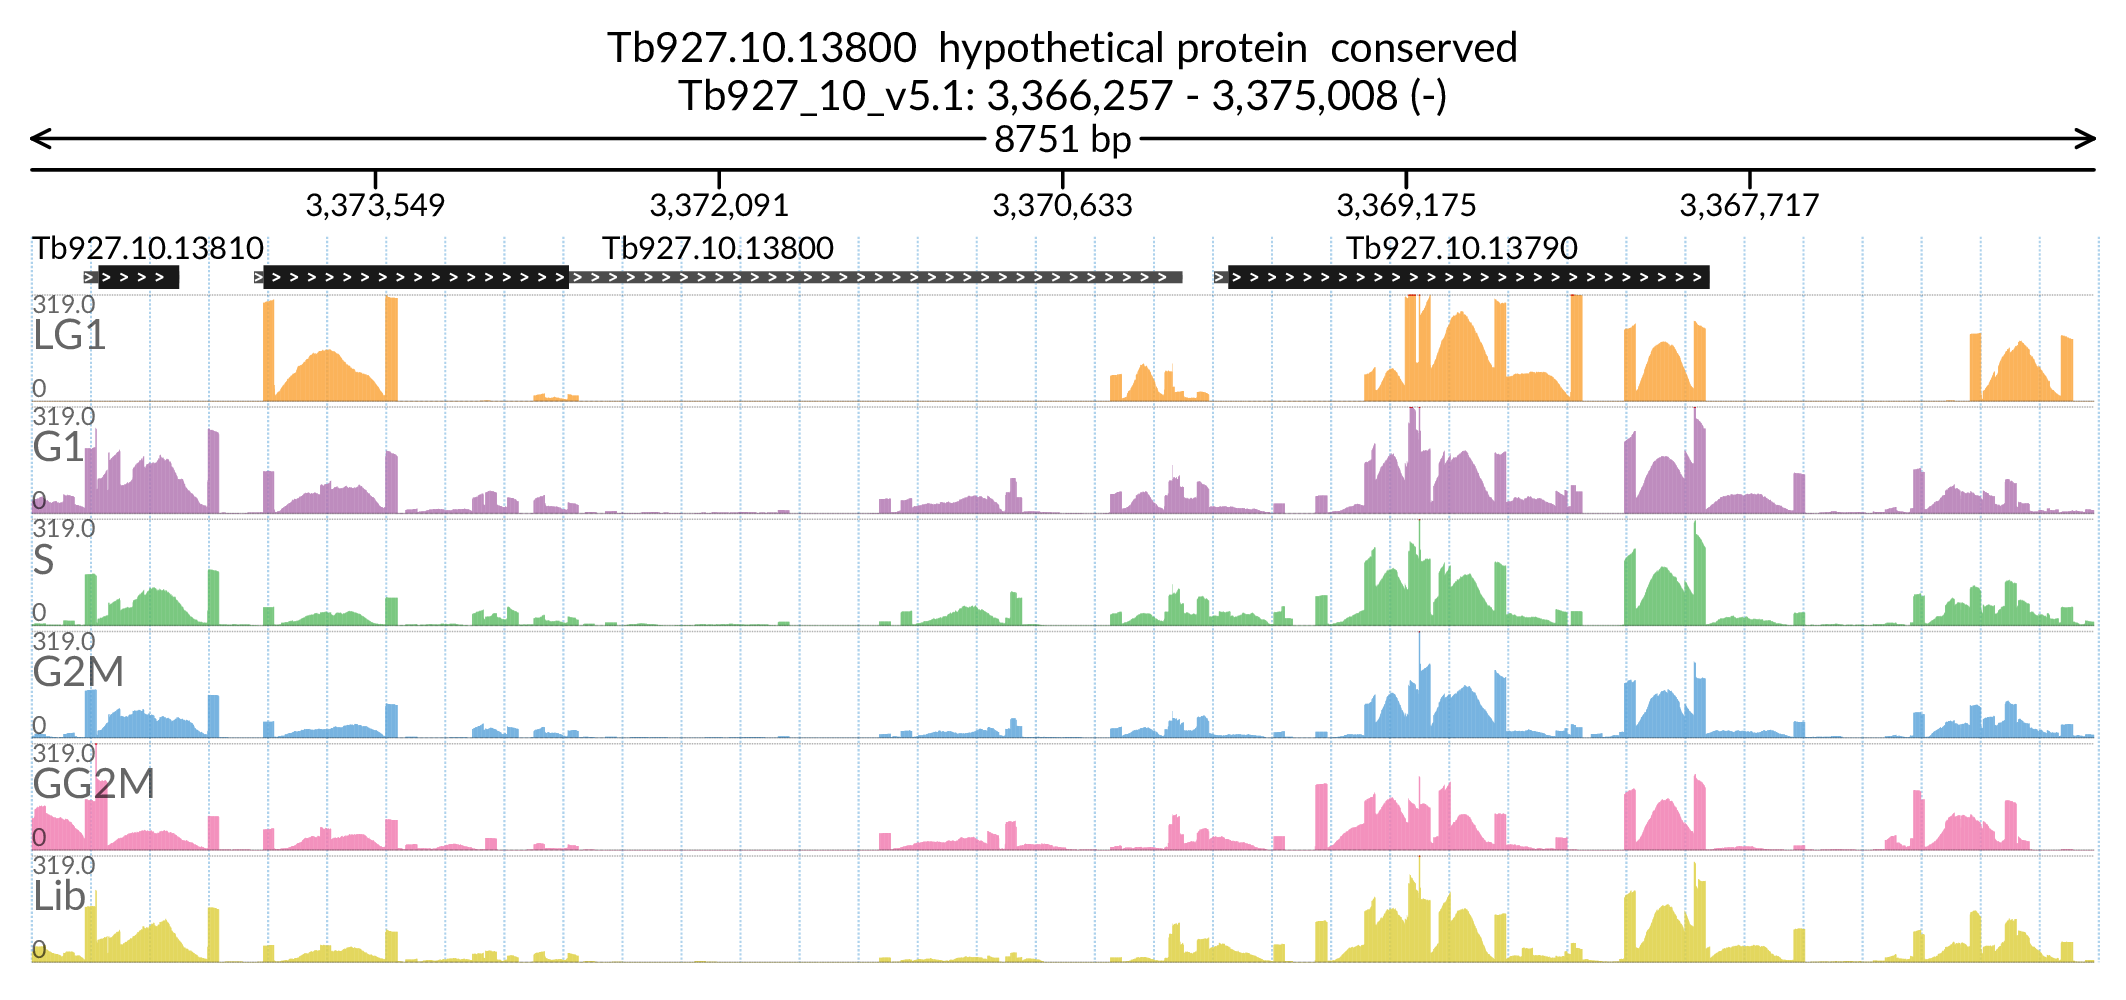 Tb927.10.13800 hypothetical protein conserved
Tb927_10_v5.1: 3,366,257 - 3,375,008 (-)
8751 bp
3,373,549 3,372,091 3,370,633 3,369,175 3,367,717
Tb927.10.13810 Tb927.10.13800 Tb927.10.13790
319.0
LG1
0
319.0
G1
0
319.0
S
0
319.0
G2M
0
319.0
GG2M
0
319.0
Lib
0